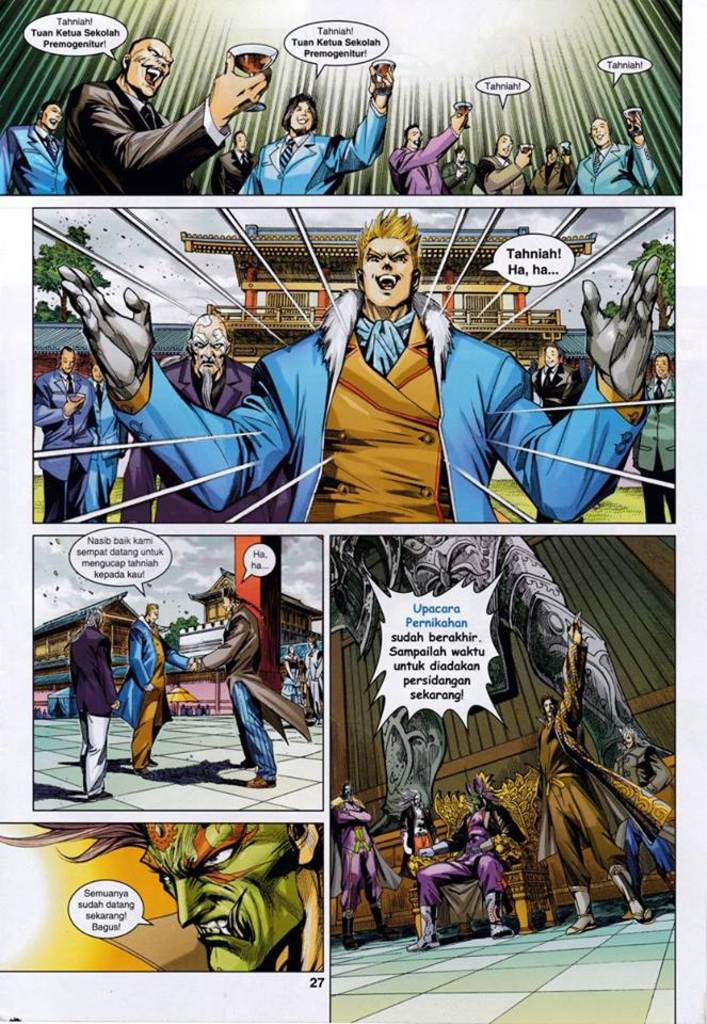 Tahniah!
Tuan Ketua Sekolah
Premogenitur!
Tahniah!
Tuan Ketua Sekolah
Premogenitur!
Tahniah!
Tahniah!
Tahniah!
Ha, ha...
Nasib baik kami
sempat datang untuk
mengucap tahniah
kepada kau!
Ha,
ha...
Upacara
Pernikahan
sudah berakhir.
Sampailah waktu
untuk diadakan
persidangan
sekarang!
Semuanya
sudah datang
sekarang!
Bagus!
27